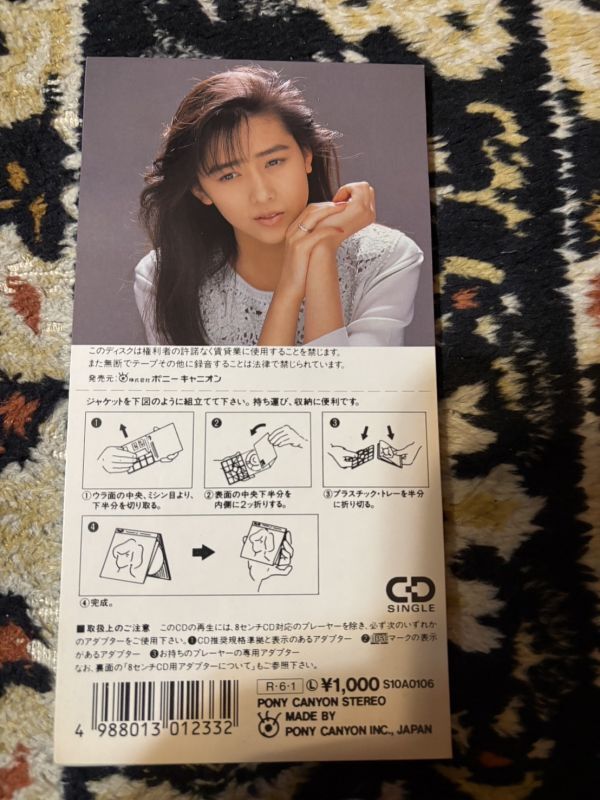 このディスクは権利者の許諾なく賃貸業に使用することを禁じます。
また無断でテープその他に録音することは法律で禁じられています。
発売元:株式会社ポニーキャニオン
ジャケットを下図のように組立てて下さい。持ち運び、収納に便利です。
❶
❷
❸
①ウラ面の中央、ミシン目より、
下半分を切り取る。
②表面の中央下半分を
内側に2ッ折りする。
③プラスチック・トレーを半分
に折り切る。
❹
④完成。
CD
SINGLE
■取扱上のご注意 このCDの再生には、8センチCD対応のプレーヤーを除き、必ず次のいずれか
のアダプターをご使用下さい。❶CD推奨規格準拠と表示のあるアダプター ❷マークの表示
があるアダプター ❸お持ちのプレーヤーの専用アダプター
なお、裏面の「8センチCD用アダプターについて」もご参照下さい。
R・6・1 Ⓛ ¥1,000 S10A0106
PONY CANYON STEREO
MADE BY
PONY CANYON INC., JAPAN
4 988013 012332